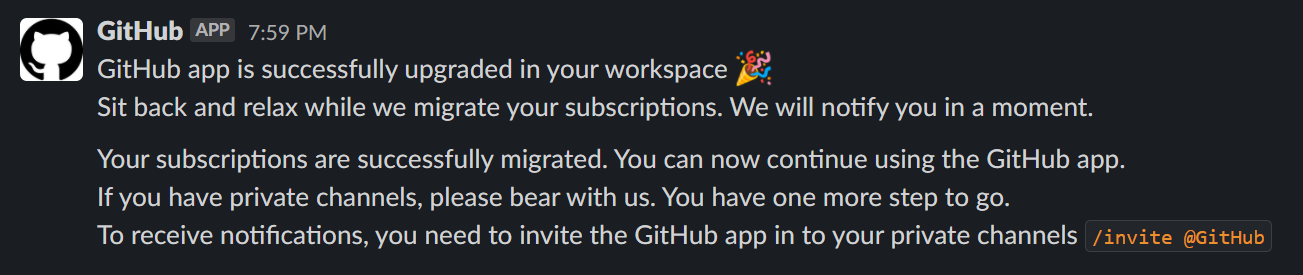 GitHub APP 7:59 PM
GitHub app is successfully upgraded in your workspace 🎉
Sit back and relax while we migrate your subscriptions. We will notify you in a moment.
Your subscriptions are successfully migrated. You can now continue using the GitHub app.
If you have private channels, please bear with us. You have one more step to go.
To receive notifications, you need to invite the GitHub app in to your private channels /invite @GitHub